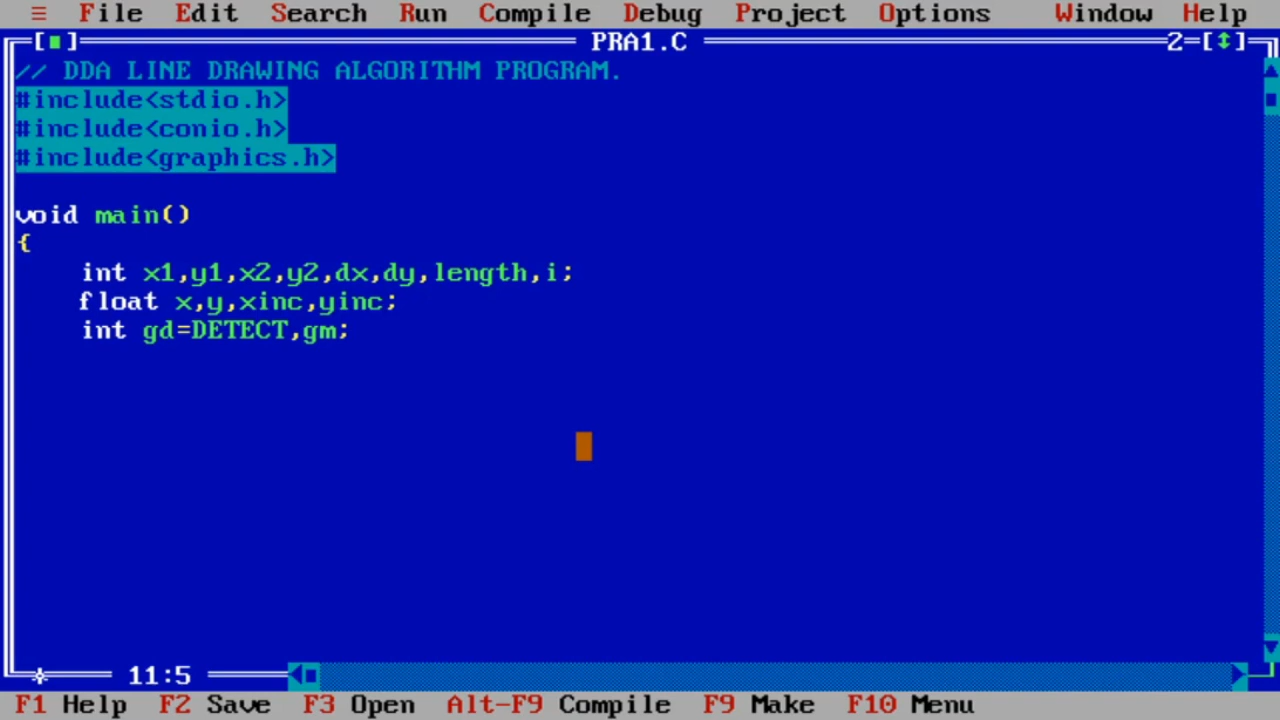 ≡ File Edit Search Run Compile Debug Project Options Window Help
[■] PRA1.C 2=[↕]
// DDA LINE DRAWING ALGORITHM PROGRAM.
#include<stdio.h>
#include<conio.h>
#include<graphics.h>
void main()
{
int x1,y1,x2,y2,dx,dy,length,i;
float x,y,xinc,yinc;
int gd=DETECT,gm;
11:5
F1 Help F2 Save F3 Open Alt-F9 Compile F9 Make F10 Menu